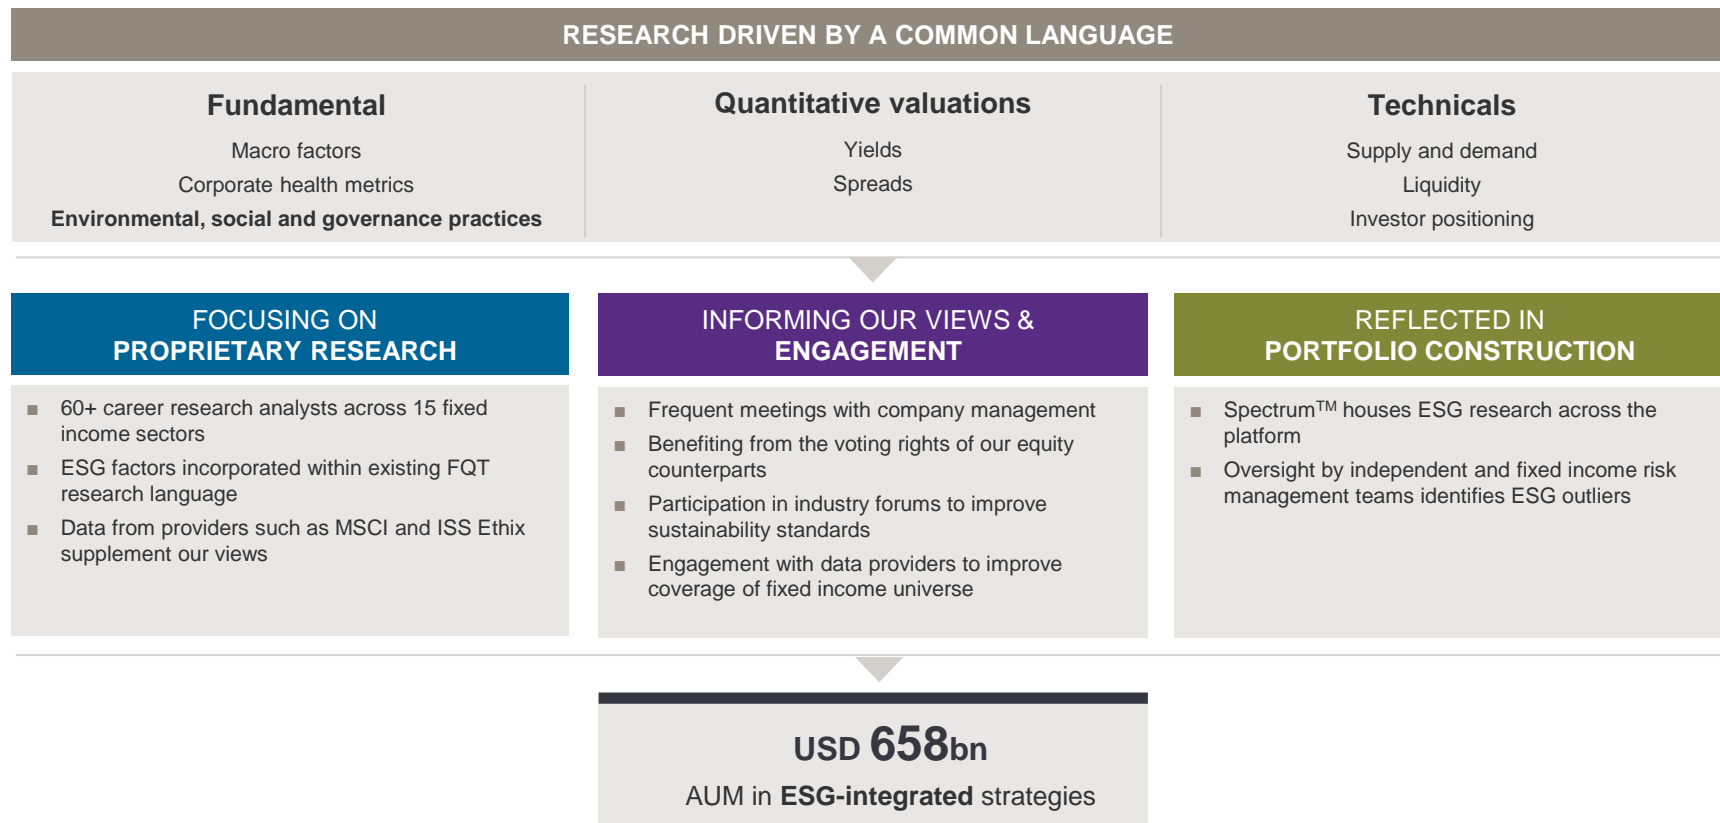 RESEARCH DRIVEN BY A COMMON LANGUAGE
Fundamental
Macro factors
Corporate health metrics
Environmental, social and governance practices
Quantitative valuations
Yields
Spreads
Technicals
Supply and demand
Liquidity
Investor positioning
FOCUSING ON
PROPRIETARY RESEARCH
■ 60+ career research analysts across 15 fixed
income sectors
■ ESG factors incorporated within existing FQT
research language
■ Data from providers such as MSCI and ISS Ethix
supplement our views
INFORMING OUR VIEWS &
ENGAGEMENT
■ Frequent meetings with company management
■ Benefiting from the voting rights of our equity
counterparts
■ Participation in industry forums to improve
sustainability standards
■ Engagement with data providers to improve
coverage of fixed income universe
REFLECTED IN
PORTFOLIO CONSTRUCTION
■ Spectrum™ houses ESG research across the
platform
■ Oversight by independent and fixed income risk
management teams identifies ESG outliers
USD 658bn
AUM in ESG-integrated strategies